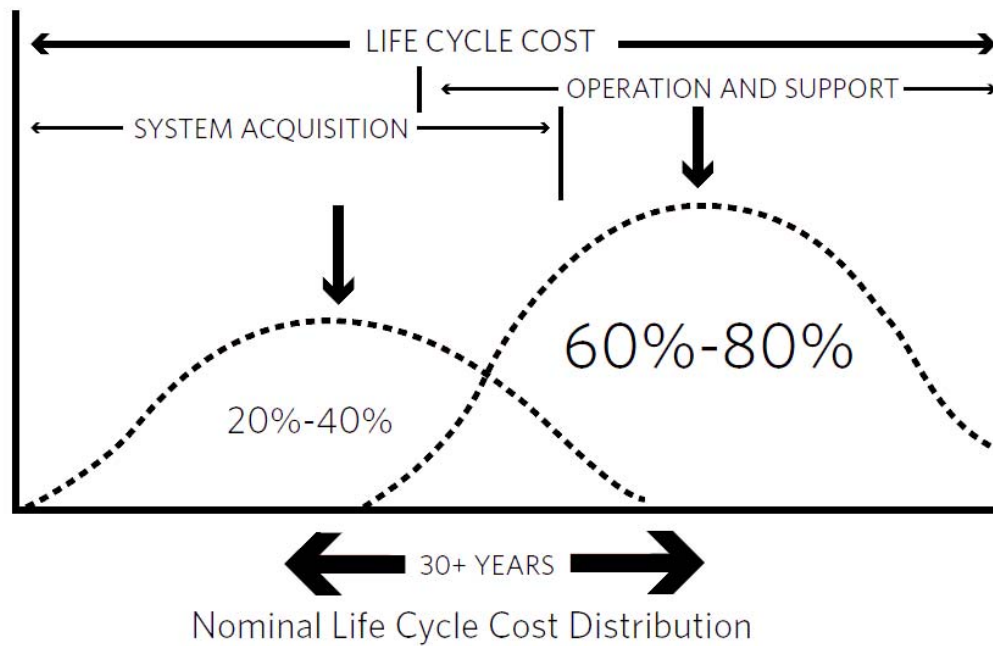 LIFE CYCLE COST
OPERATION AND SUPPORT
SYSTEM ACQUISITION
60%-80%
20%-40%
30+ YEARS
Nominal Life Cycle Cost Distribution